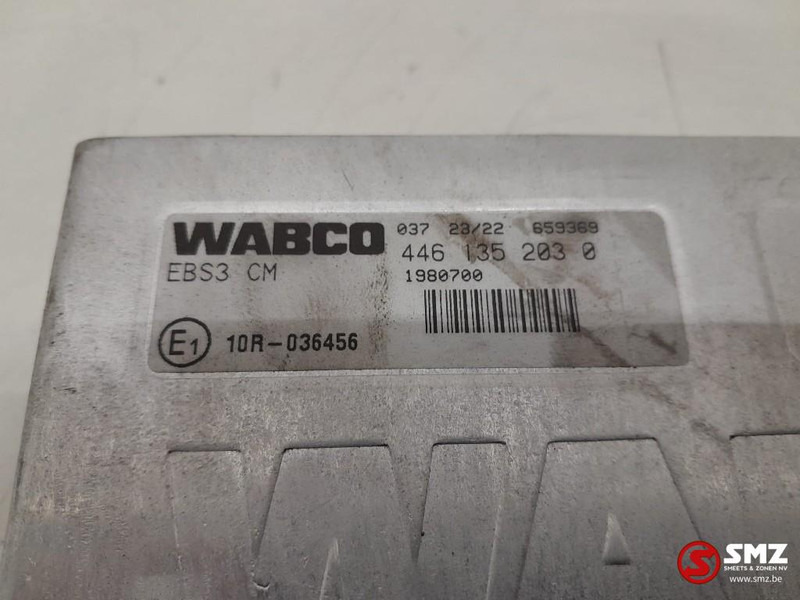 WABCO 037 23/22 659369
446 135 203 0
EBS3 CM 1980700
E1 10R-036456
WA
SMZ
SMEETS & ZONEN NV
www.smz.be